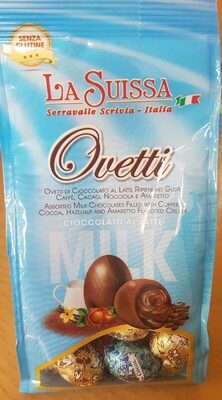 SENZA
GLUTINE
LA SUISSA
Serravalle Scrivia - Italia
Ovetti
OVETTI DI CIOCCOLATO AL LATTE RIPIENI NEI GUSTI
CAFFÈ, CACAO, NOCCIOLA E AMARETTO
ASSORTED MILK CHOCOLATES FILLED WITH COFFEE,
COCOA, HAZELNUT AND AMARETTO FLAVORED CREAM
CIOCCOLATO AL LATTE
MILK